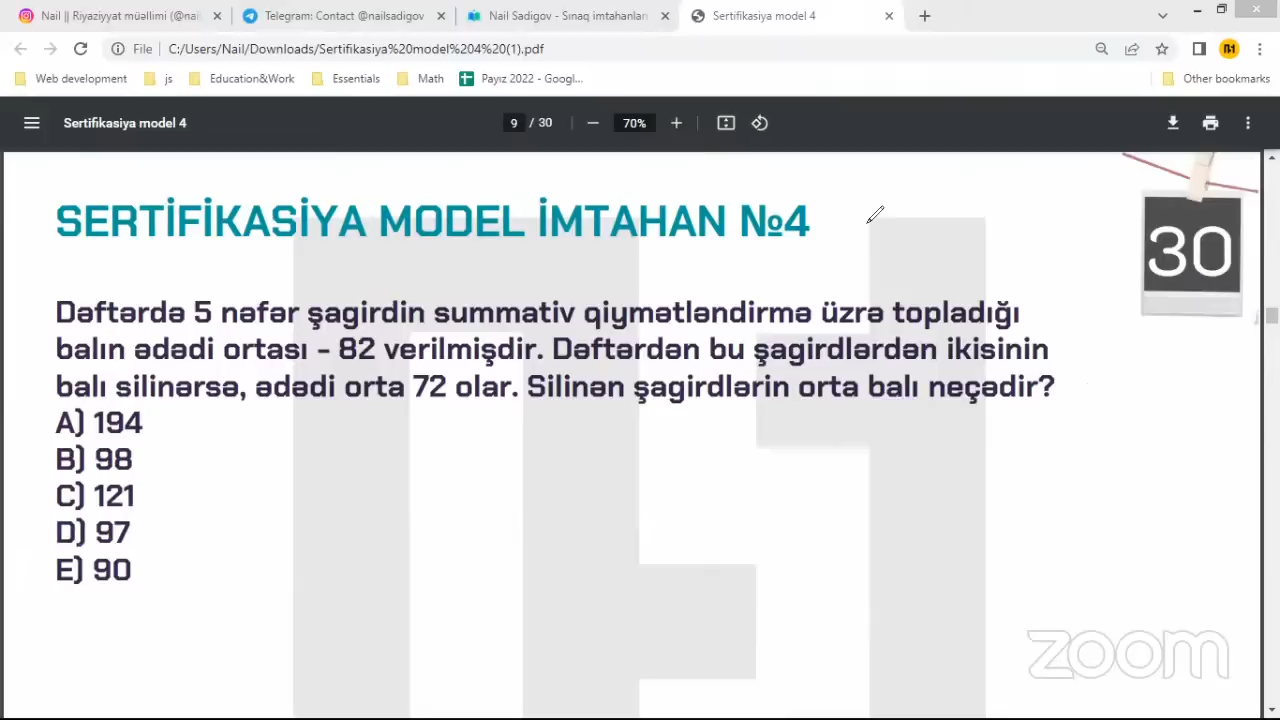 Nail || Riyaziyyat müəllimi (@nai
Telegram: Contact @nailsadigov
Nail Sadigov - Sınaq imtahanları
Sertifikasiya model 4
File
C:/Users/Nail/Downloads/Sertifikasiya%20model%204%20(1).pdf
Web development
js
Education&Work
Essentials
Math
Payız 2022 - Googl...
Other bookmarks
Sertifikasiya model 4
9 / 30
70%
SERTİFİKASİYA MODEL İMTAHAN №4
30
Dəftərdə 5 nəfər şagirdin summativ qiymətləndirmə üzrə topladığı
balın ədədi ortası - 82 verilmişdir. Dəftərdən bu şagirdlərdən ikisinin
balı silinərsə, ədədi orta 72 olar. Silinən şagirdlərin orta balı neçədir?
A) 194
B) 98
C) 121
D) 97
E) 90
zoom